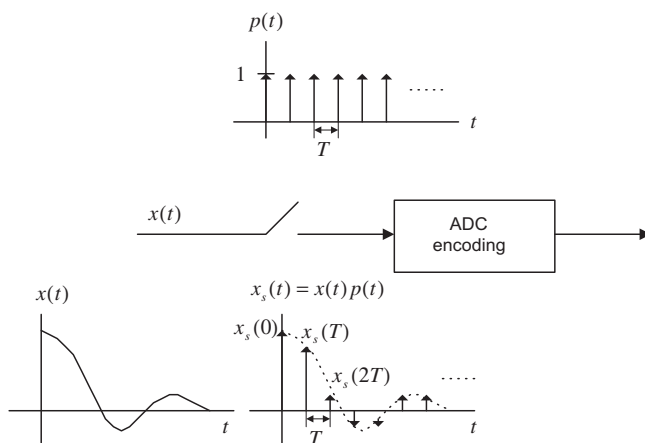 p(t)
1
.....
T
t
x(t)
ADC
encoding
x(t)
t
x_s(t) = x(t) p(t)
x_s(0)
x_s(T)
x_s(2T)
.....
T
t